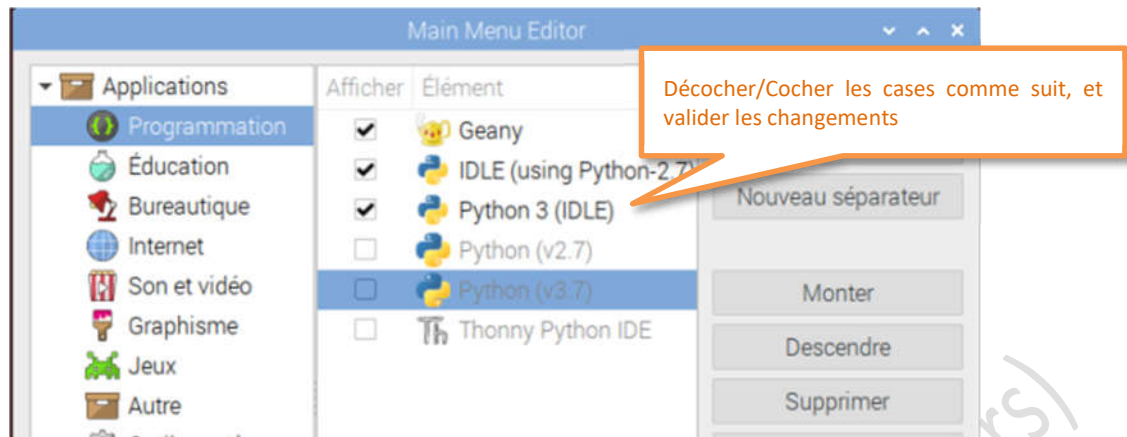 Main Menu Editor
Applications
Programmation
Éducation
Bureautique
Internet
Son et vidéo
Graphisme
Jeux
Autre
Afficher Élément
Geany
IDLE (using Python-2.7)
Python 3 (IDLE)
Python (v2.7)
Python (v3.7)
Thonny Python IDE
Décocher/Cocher les cases comme suit, et
valider les changements
Nouveau séparateur
Monter
Descendre
Supprimer